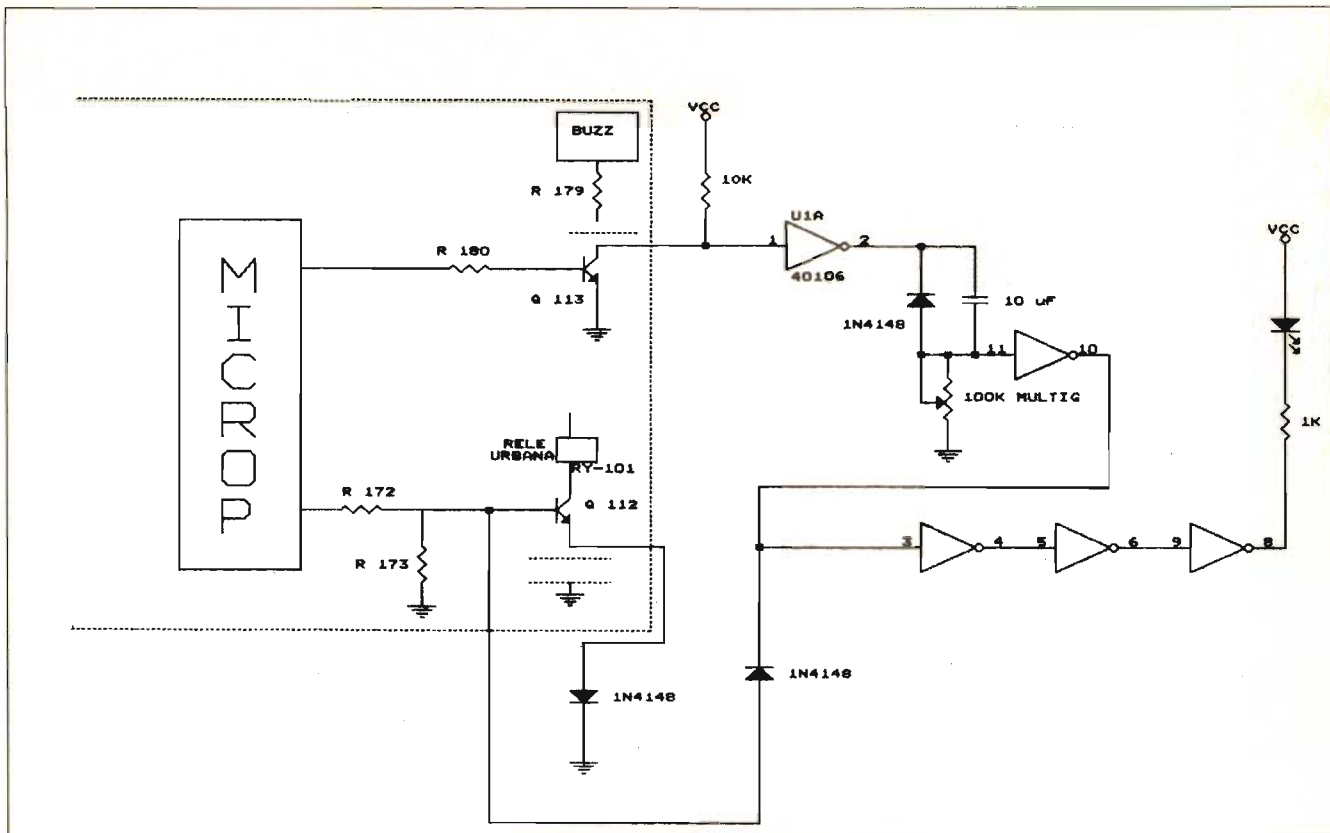 VCC
BUZZ
R 179
10K
U1A
VCC
R 180
1
2
40106
MICROP
Q 113
10 uF
1N4148
11
10
100K MULTIG
1K
RELE
URBANA
RY-101
R 172
Q 112
3
4
5
6
9
8
R 173
1N4148
1N4148